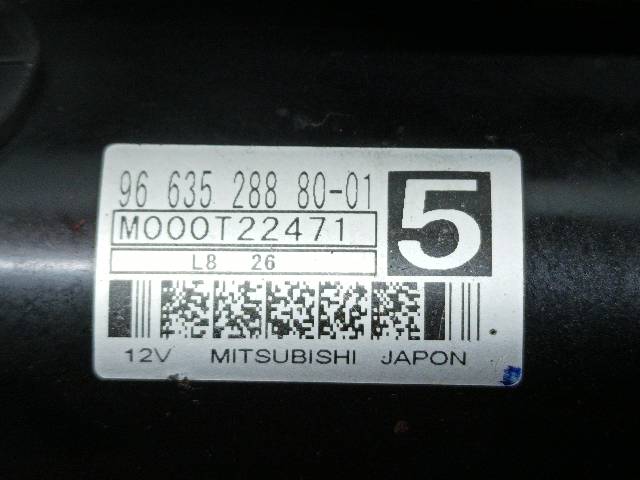 96 635 288 80-01
5
M000T22471
L8 26
12V MITSUBISHI JAPON